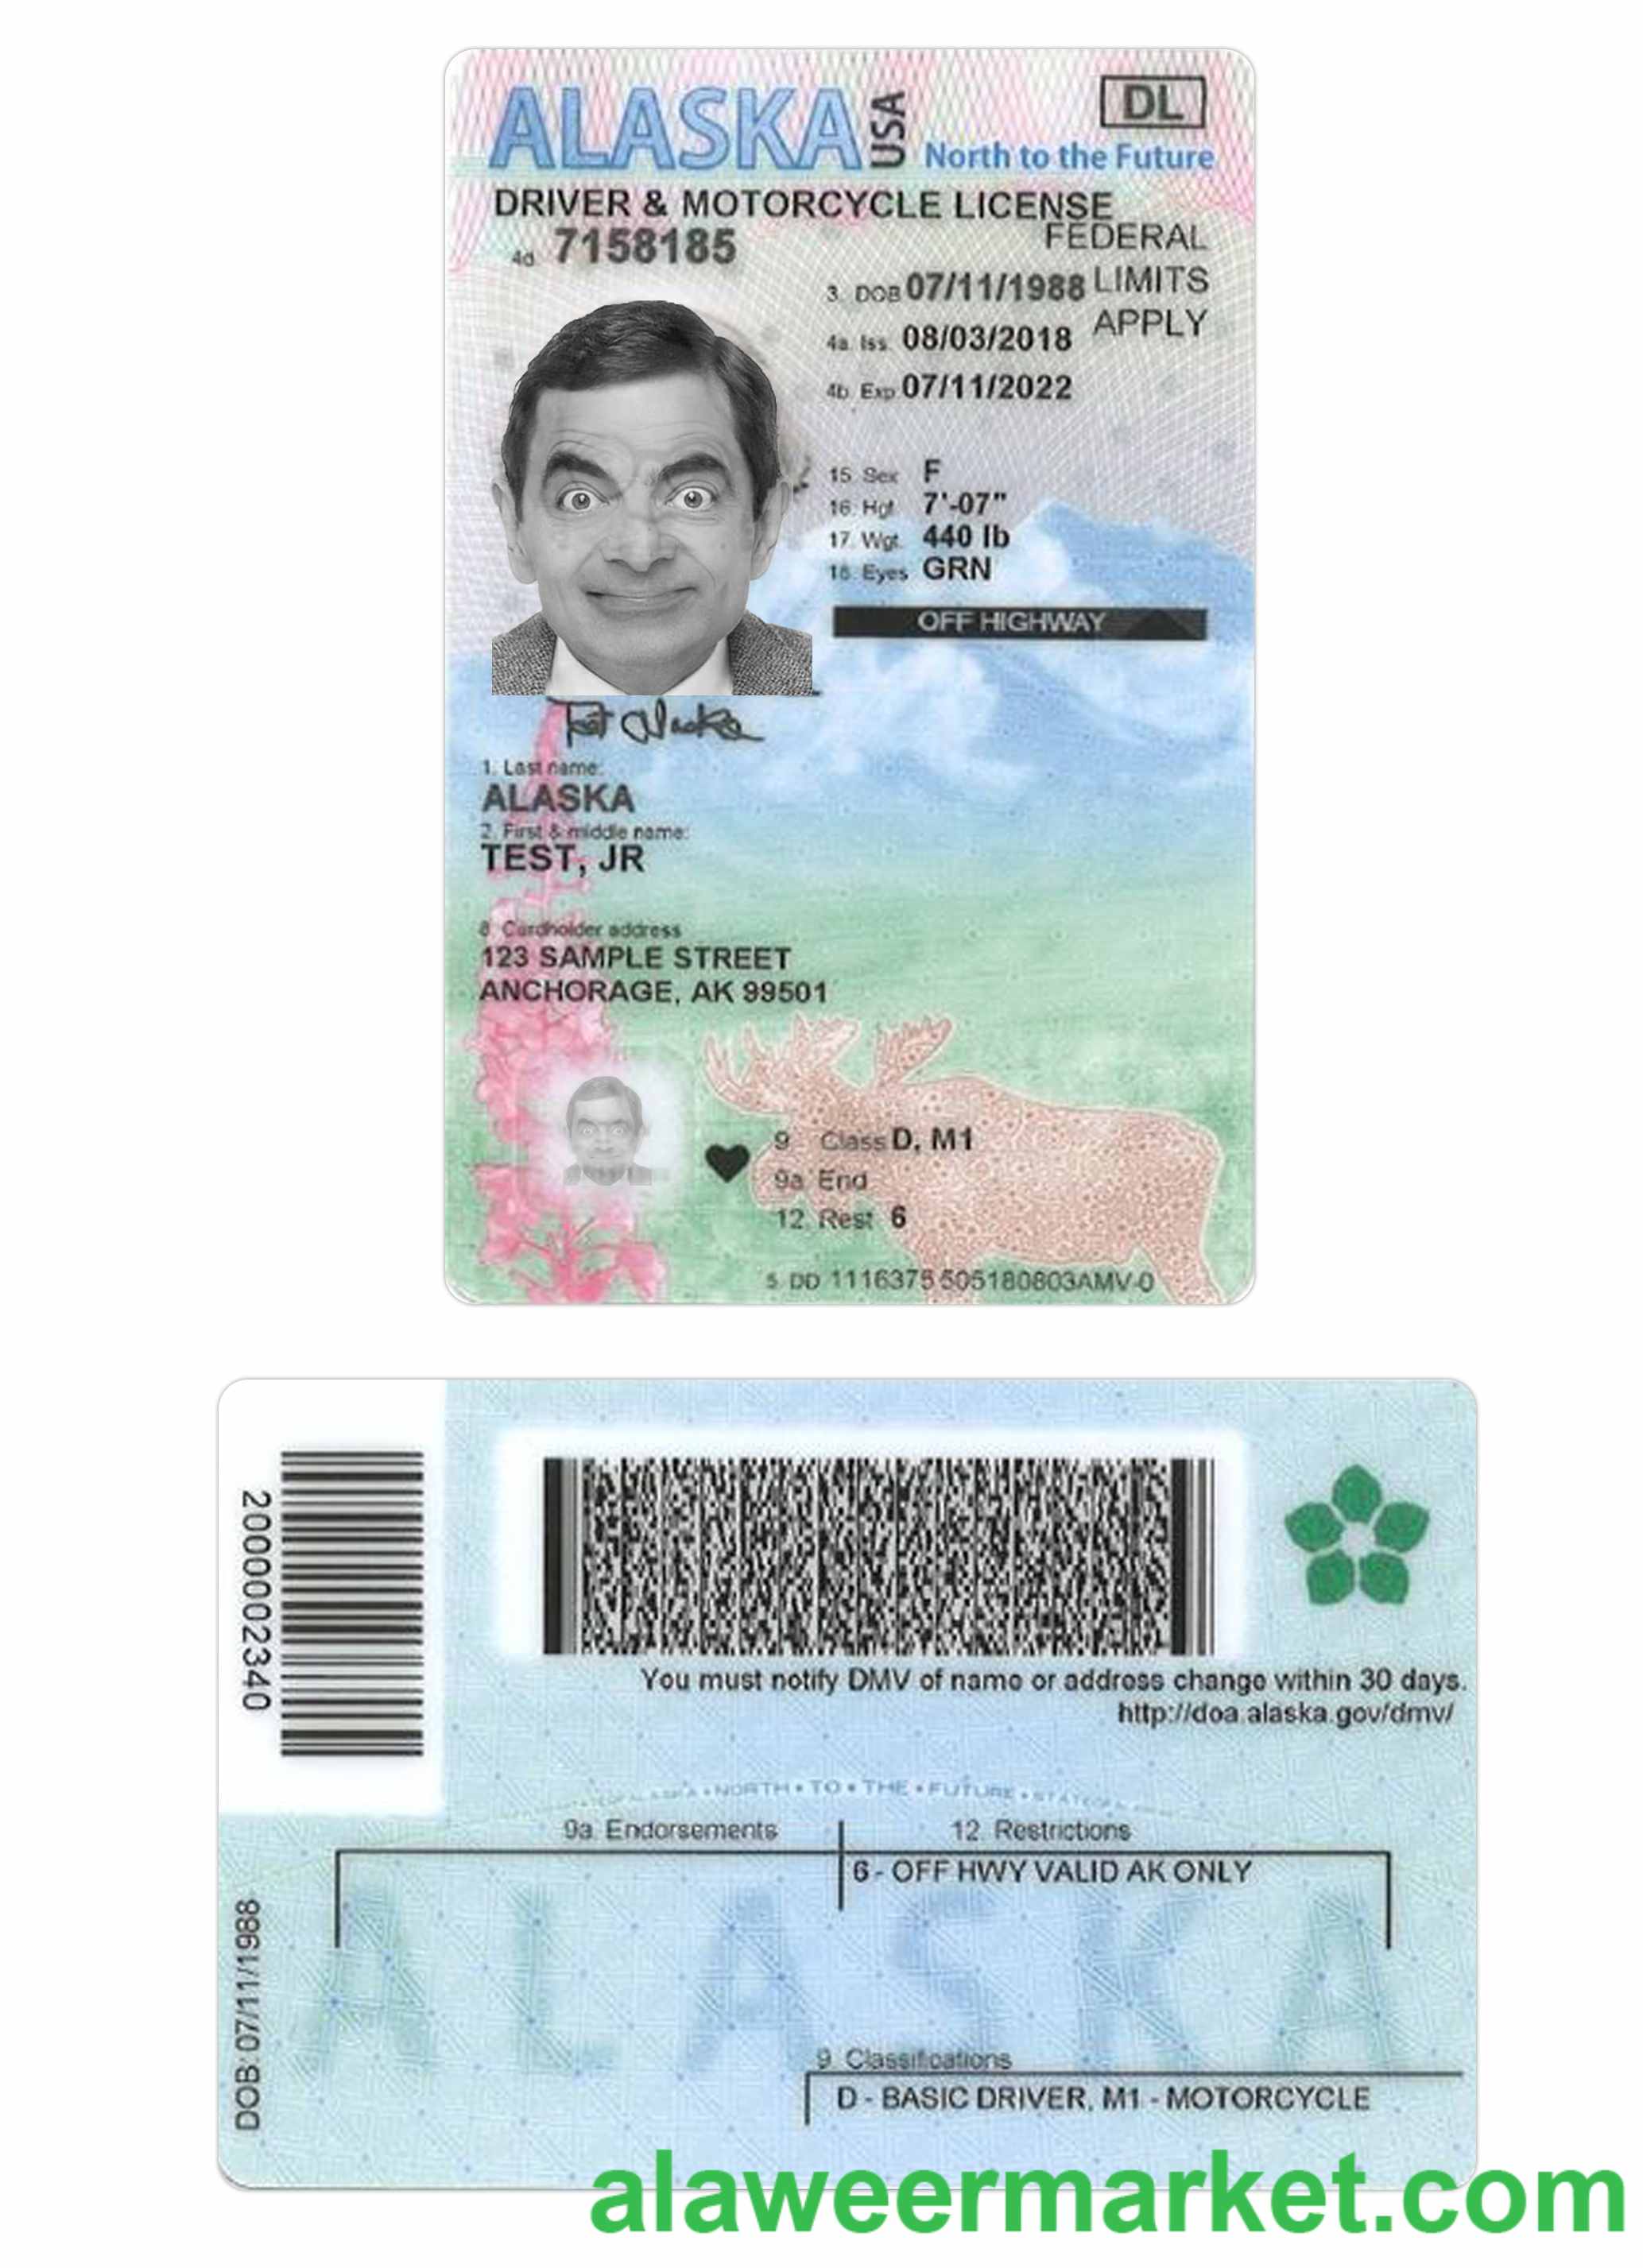 ALASKA USA
DL
North to the Future
DRIVER & MOTORCYCLE LICENSE
FEDERAL
LIMITS
APPLY
4d 7158185
3. DOB 07/11/1988
4a. Iss. 08/03/2018
4b. Exp 07/11/2022
15. Sex F
16. Hgt. 7'-07"
17. Wgt. 440 lb
18. Eyes GRN
OFF HIGHWAY
Test Alaska
1. Last name:
ALASKA
2. First & middle name:
TEST, JR
8. Cardholder address
123 SAMPLE STREET
ANCHORAGE, AK 99501
9. Class D, M1
9a. End
12. Rest 6
5. DD 1116375 505180803AMV-0
2000002340
You must notify DMV of name or address change within 30 days.
http://doa.alaska.gov/dmv/
NORTH • TO • THE • FUTURE
9a. Endorsements
12. Restrictions
6 - OFF HWY VALID AK ONLY
ALASKA
DOB: 07/11/1988
9. Classifications
D - BASIC DRIVER, M1 - MOTORCYCLE
alaweermarket.com